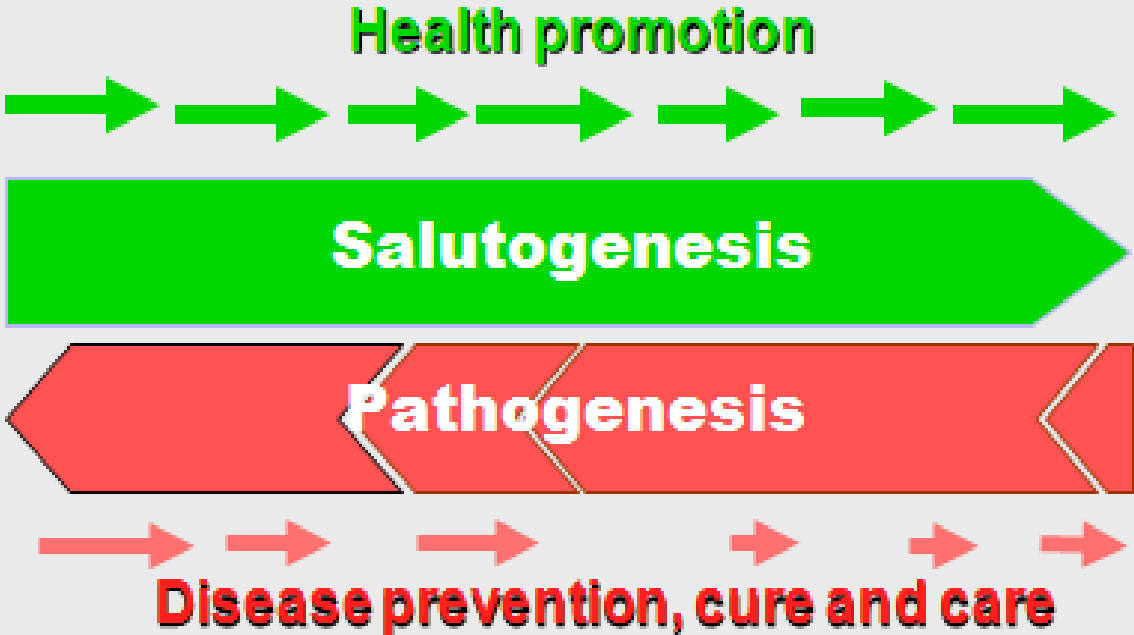 Health promotion
Salutogenesis
Pathogenesis
Disease prevention, cure and care